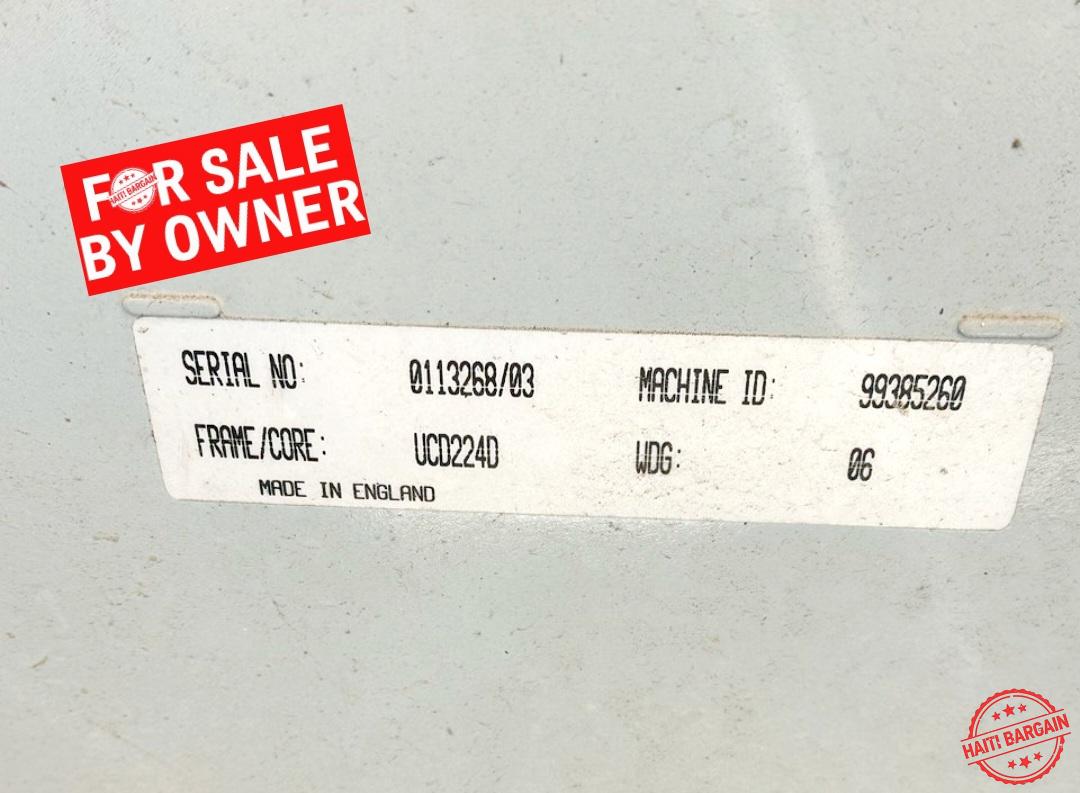 FOR SALE
BY OWNER
HAITI BARGAIN
SERIAL NO: 0113268/03 MACHINE ID: 99385260
FRAME/CORE: UCD224D WDG: 06
MADE IN ENGLAND
HAITI BARGAIN